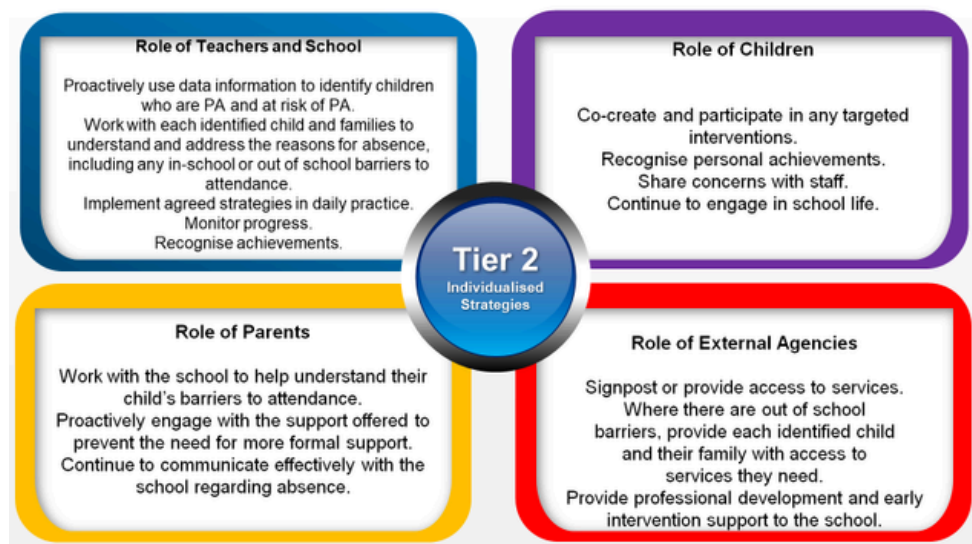 Role of Teachers and School
Proactively use data information to identify children
who are PA and at risk of PA.
Work with each identified child and families to
understand and address the reasons for absence,
including any in-school or out of school barriers to
attendance.
Implement agreed strategies in daily practice.
Monitor progress.
Recognise achievements.
Role of Children
Co-create and participate in any targeted
interventions.
Recognise personal achievements.
Share concerns with staff.
Continue to engage in school life.
Tier 2
Individualised
Strategies
Role of Parents
Work with the school to help understand their
child's barriers to attendance.
Proactively engage with the support offered to
prevent the need for more formal support.
Continue to communicate effectively with the
school regarding absence.
Role of External Agencies
Signpost or provide access to services.
Where there are out of school
barriers, provide each identified child
and their family with access to
services they need.
Provide professional development and early
intervention support to the school.